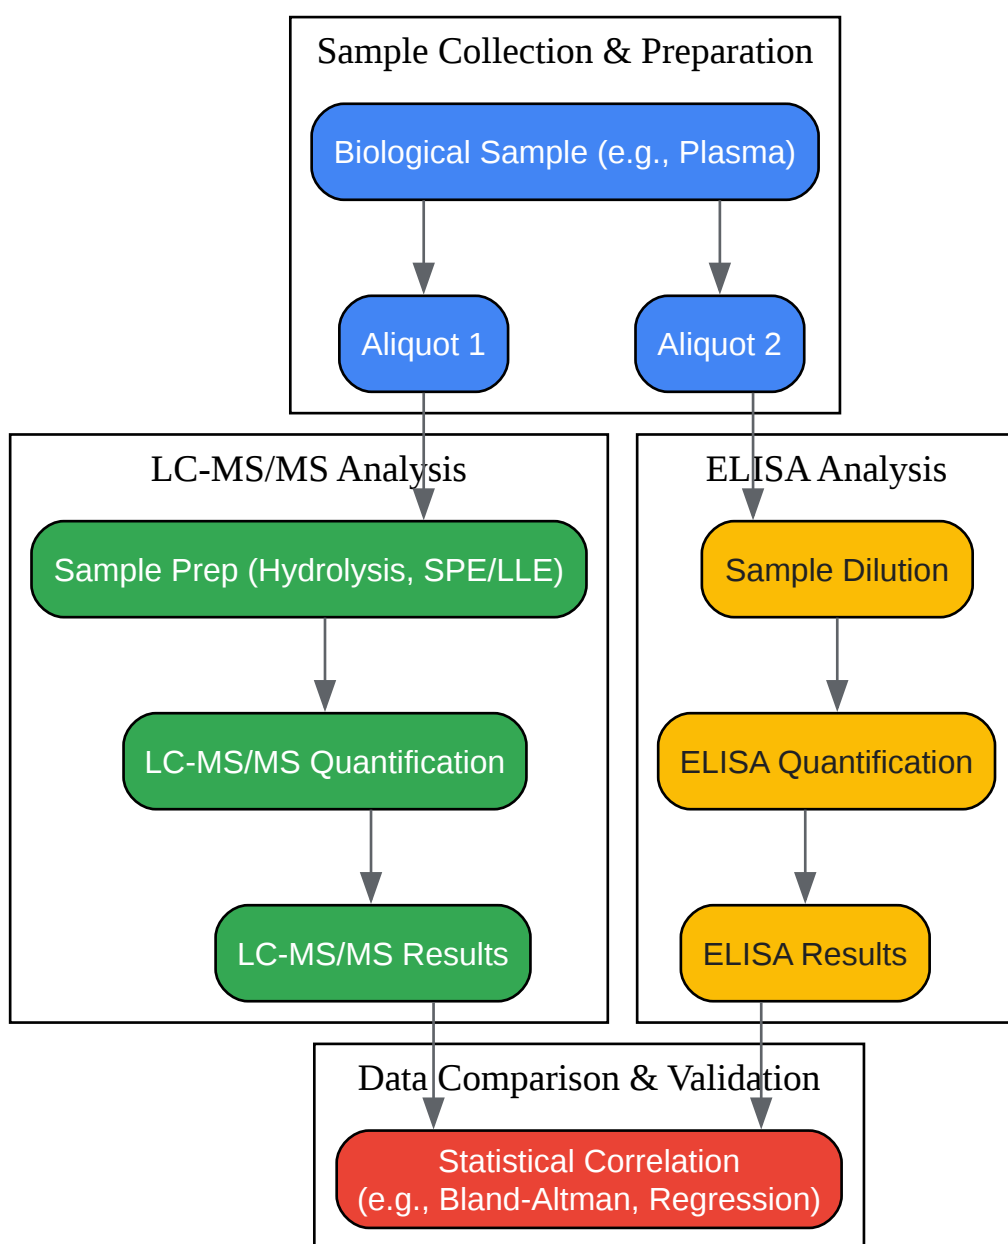 Sample Collection & Preparation
Biological Sample (e.g., Plasma)
Aliquot 1
Aliquot 2
LC-MS/MS Analysis
Sample Prep (Hydrolysis, SPE/LLE)
LC-MS/MS Quantification
LC-MS/MS Results
ELISA Analysis
Sample Dilution
ELISA Quantification
ELISA Results
Data Comparison & Validation
Statistical Correlation
(e.g., Bland-Altman, Regression)